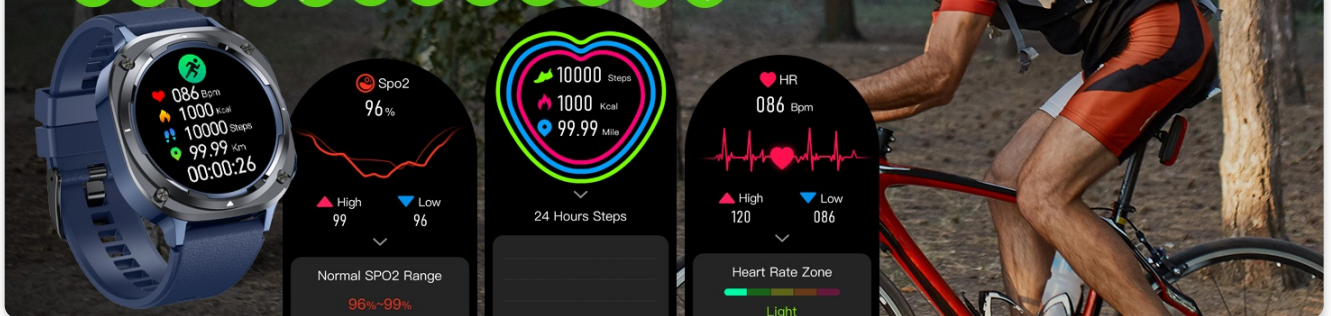 086 Bpm
1000 Kcal
10000 Steps
99.99 Km
00:00:26
Spo2
96%
High
99
Low
96
Normal SPO2 Range
96%~99%
10000 Steps
1000 Kcal
99.99 Mile
24 Hours Steps
HR
086 Bpm
High
120
Low
086
Heart Rate Zone
Light